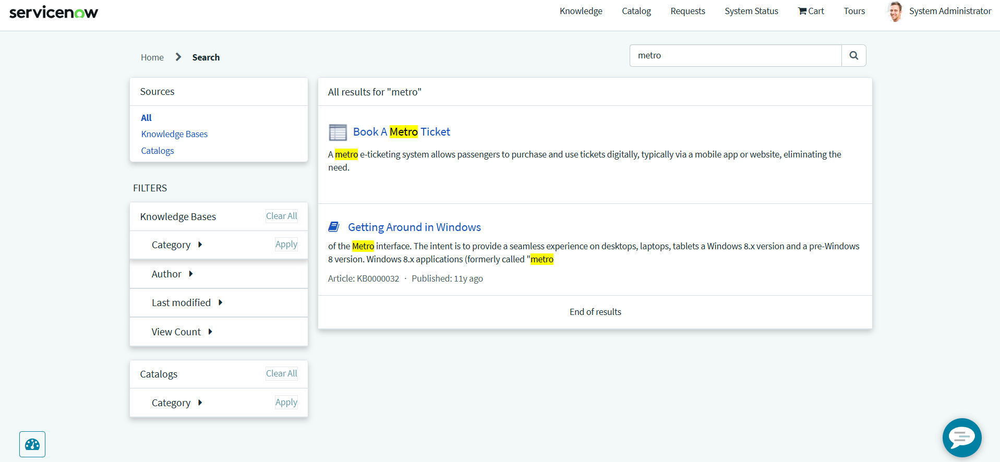 servicenow
Knowledge
Catalog
Requests
System Status
Cart
Tours
System Administrator
Home
Search
metro
Sources
All
Knowledge Bases
Catalogs
FILTERS
Knowledge Bases
Clear All
Category
Apply
Author
Last modified
View Count
Catalogs
Clear All
Category
Apply
All results for "metro"
Book A Metro Ticket
A metro e-ticketing system allows passengers to purchase and use tickets digitally, typically via a mobile app or website, eliminating the
need.
Getting Around in Windows
of the Metro interface. The intent is to provide a seamless experience on desktops, laptops, tablets a Windows 8.x version and a pre-Windows
8 version. Windows 8.x applications (formerly called "metro
Article: KB0000032 · Published: 11y ago
End of results